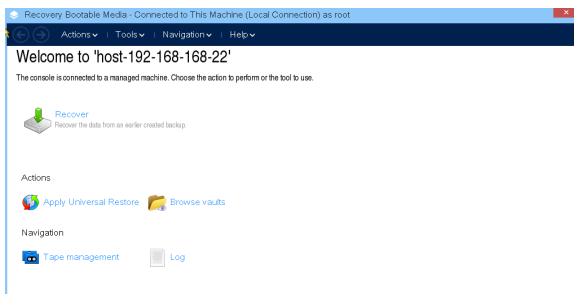 Recovery Bootable Media - Connected to This Machine (Local Connection) as root
Actions Tools Navigation Help
Welcome to 'host-192-168-168-22'
The console is connected to a managed machine. Choose the action to perform or the tool to use.
Recover
Recover the data from an earlier created backup.
Actions
Apply Universal Restore Browse vaults
Navigation
Tape management Log